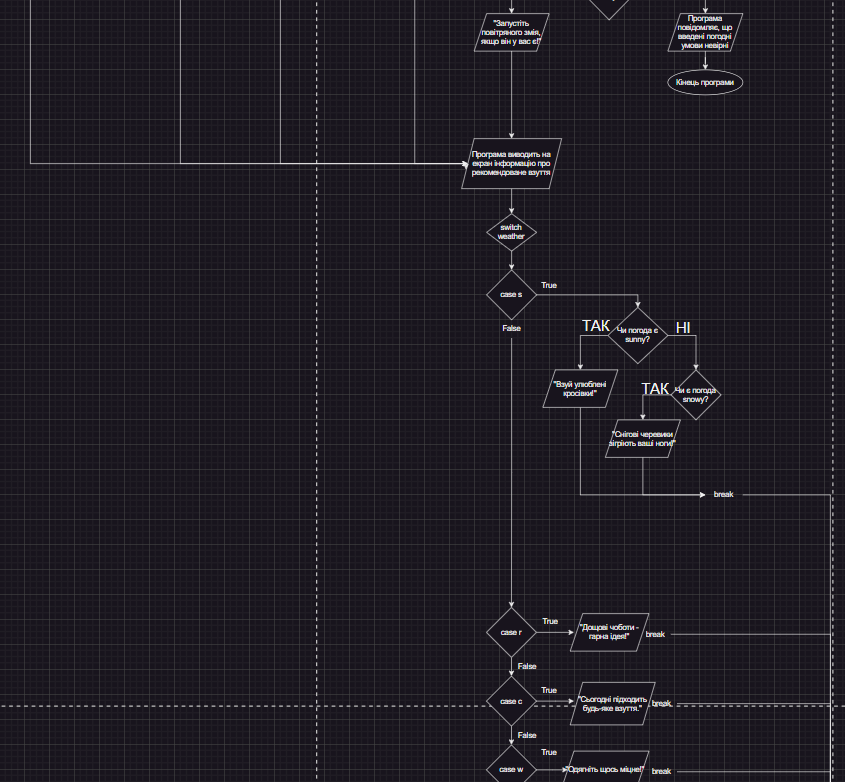 "Запустіть
повітряного змія,
якщо він у вас є!"
Програма
повідомляє, що
введені погодні
умови невірні
Кінець програми
Програма виводить на
екран інформацію про
рекомендоване взуття
switch
weather
case s
True
False
ТАК
Чи погода є
sunny?
НІ
"Взуй улюблені
кросівки!"
ТАК
Чи є погода
snowy?
"Снігові черевики
зігріють ваші ноги!"
break
case r
True
"Дощові чоботи -
гарна ідея!"
break
False
case c
True
"Сьогодні підходить
будь-яке взуття."
break
False
case w
True
"Одягніть щось міцне!"
break